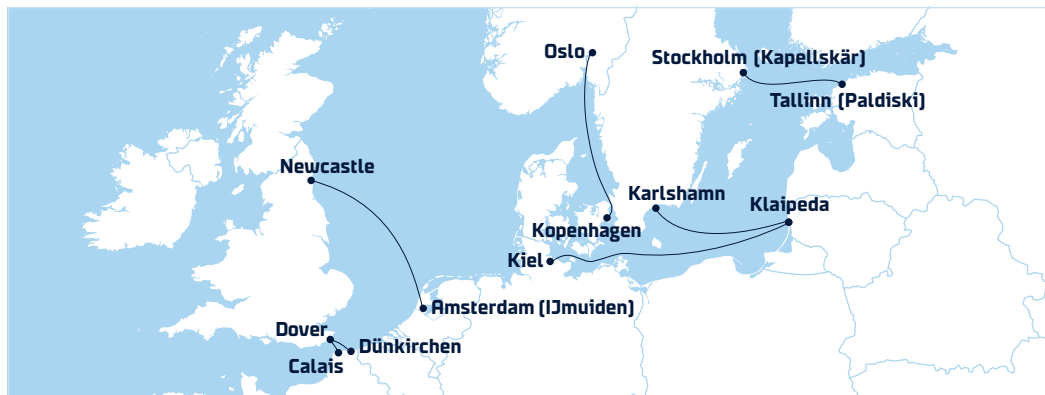 Oslo
Stockholm (Kapellskär)
Tallinn (Paldiski)
Newcastle
Karlshamn
Klaipeda
Kopenhagen
Kiel
Amsterdam (IJmuiden)
Dover
Dünkirchen
Calais